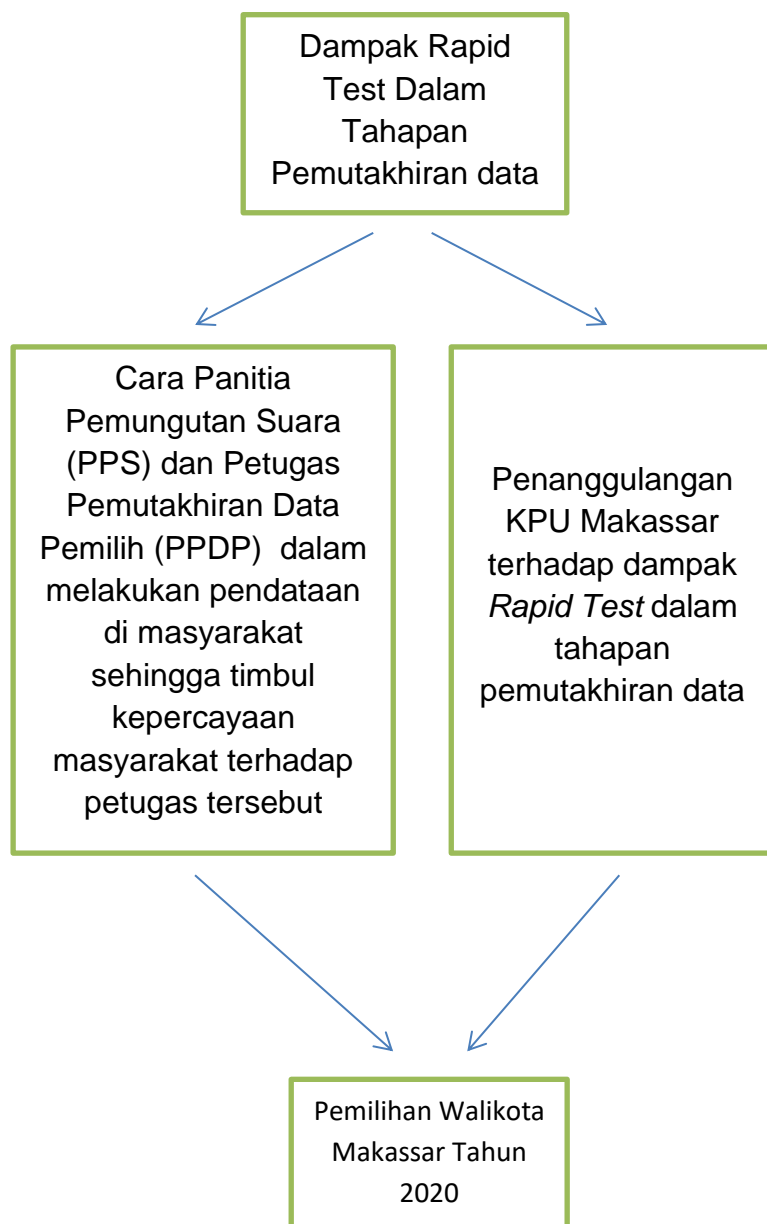 Dampak Rapid
Test Dalam
Tahapan
Pemutakhiran data
Cara Panitia
Pemungutan Suara
(PPS) dan Petugas
Pemutakhiran Data
Pemilih (PPDP) dalam
melakukan pendataan
di masyarakat
sehingga timbul
kepercayaan
masyarakat terhadap
petugas tersebut
Penanggulangan
KPU Makassar
terhadap dampak
Rapid Test dalam
tahapan
pemutakhiran data
Pemilihan Walikota
Makassar Tahun
2020